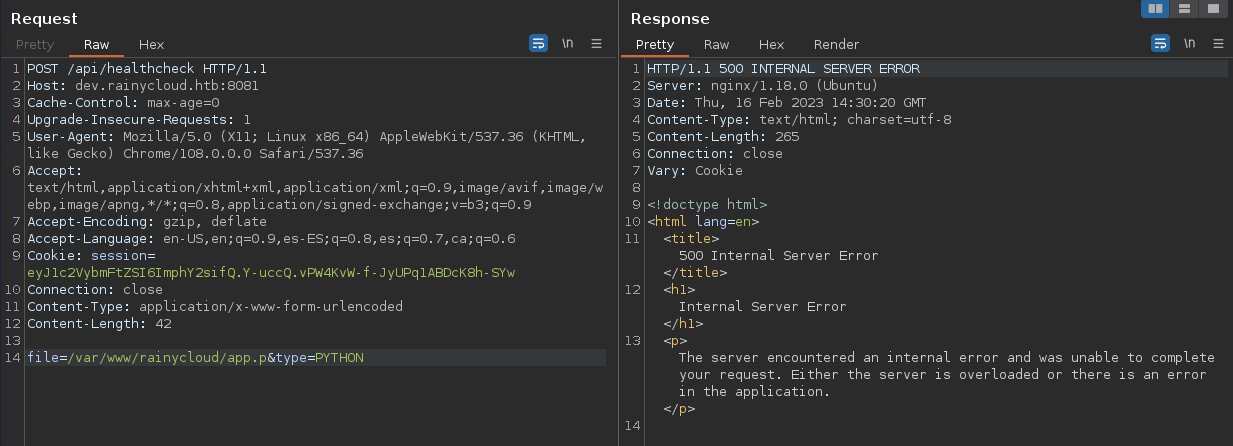 Request
Pretty Raw Hex \n
1 POST /api/healthcheck HTTP/1.1
2 Host: dev.rainycloud.htb:8081
3 Cache-Control: max-age=0
4 Upgrade-Insecure-Requests: 1
5 User-Agent: Mozilla/5.0 (X11; Linux x86_64) AppleWebKit/537.36 (KHTML,
like Gecko) Chrome/108.0.0.0 Safari/537.36
6 Accept:
text/html,application/xhtml+xml,application/xml;q=0.9,image/avif,image/w
ebp,image/apng,*/*;q=0.8,application/signed-exchange;v=b3;q=0.9
7 Accept-Encoding: gzip, deflate
8 Accept-Language: en-US,en;q=0.9,es-ES;q=0.8,es;q=0.7,ca;q=0.6
9 Cookie: session=
eyJ1c2VybmFtZSI6ImphY2sifQ.Y-uccQ.vPW4KvW-f-JyUPq1ABDcK8h-SYw
10 Connection: close
11 Content-Type: application/x-www-form-urlencoded
12 Content-Length: 42
13
14 file=/var/www/rainycloud/app.p&type=PYTHON
Response
Pretty Raw Hex Render \n
1 HTTP/1.1 500 INTERNAL SERVER ERROR
2 Server: nginx/1.18.0 (Ubuntu)
3 Date: Thu, 16 Feb 2023 14:30:20 GMT
4 Content-Type: text/html; charset=utf-8
5 Content-Length: 265
6 Connection: close
7 Vary: Cookie
8
9 <!doctype html>
10 <html lang=en>
11 <title>
500 Internal Server Error
</title>
12 <h1>
Internal Server Error
</h1>
13 <p>
The server encountered an internal error and was unable to complete
your request. Either the server is overloaded or there is an error
in the application.
</p>
14